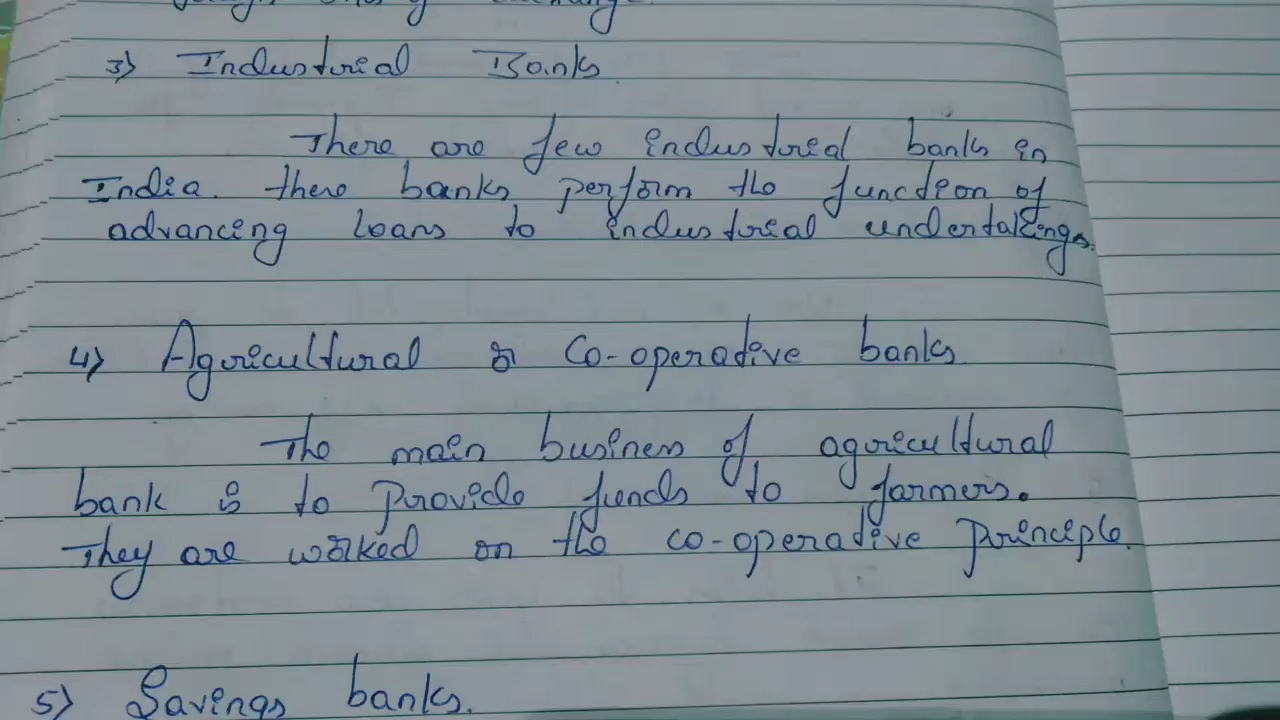 3) Industrial Banks.
There are few industrial banks in
India. there banks perform the function of
advancing loans to industrial undertakings.
4) Agricultural or Co-operative banks.
The main business of agricultural
bank is to provide funds to farmers.
They are worked on the co-operative principle.
5) Savings banks.